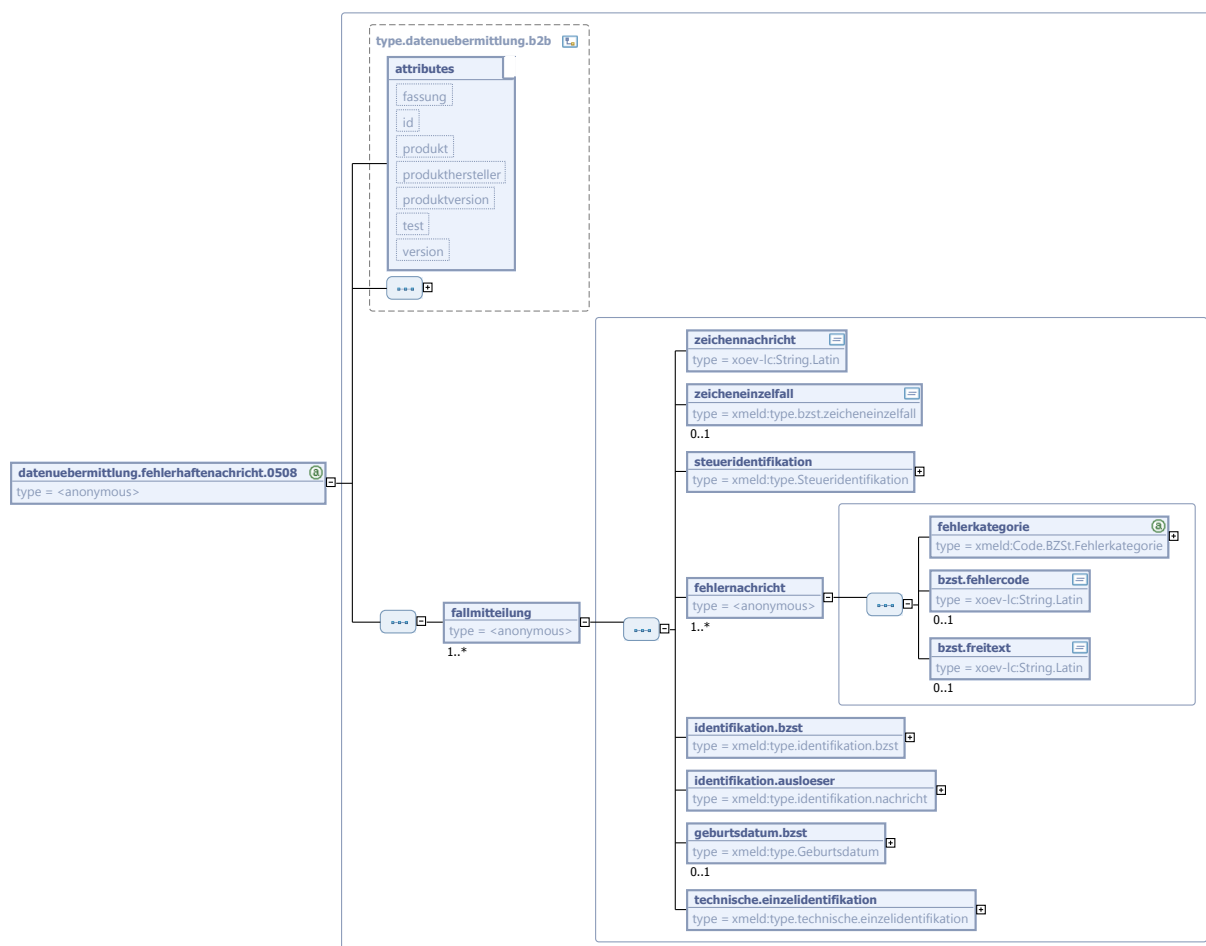 type.datenuebermittlung.b2b
attributes
fassung
id
produkt
produkthersteller
produktversion
test
version
datenuebermittlung.fehlerhaftenachricht.0508
type = <anonymous>
fallmitteilung
type = <anonymous>
1..*
zeichennachricht
type = xoev-lc:String.Latin
zeicheneinzelfall
type = xmeld:type.bzst.zeicheneinzelfall
0..1
steueridentifikation
type = xmeld:type.Steueridentifikation
fehlernachricht
type = <anonymous>
1..*
fehlerkategorie
type = xmeld:Code.BZSt.Fehlerkategorie
bzst.fehlercode
type = xoev-lc:String.Latin
0..1
bzst.freitext
type = xoev-lc:String.Latin
0..1
identifikation.bzst
type = xmeld:type.identifikation.bzst
identifikation.ausloeser
type = xmeld:type.identifikation.nachricht
geburtsdatum.bzst
type = xmeld:type.Geburtsdatum
0..1
technische.einzelidentifikation
type = xmeld:type.technische.einzelidentifikation